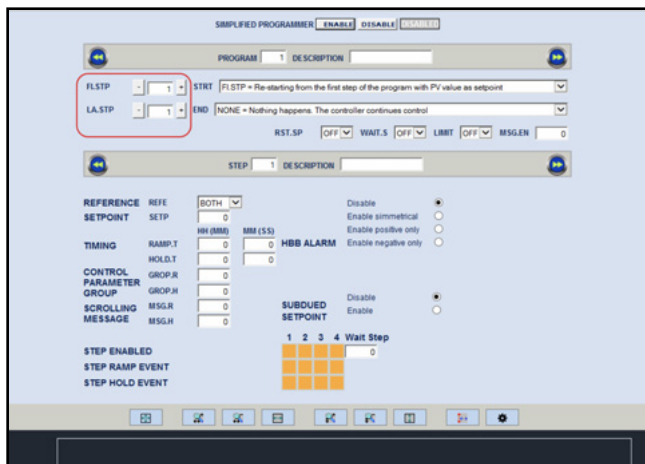 SIMPLIFIED PROGRAMMER ENABLE DISABLE DISABLED
PROGRAM 1 DESCRIPTION
FI.STP - 1 + STRT FI.STP = Re-starting from the first step of the program with PV value as setpoint
LA.STP - 1 + END NONE = Nothing happens. The controller continues control
RST.SP OFF WAIT.S OFF LIMIT OFF MSG.EN 0
STEP 1 DESCRIPTION
REFERENCE REFE BOTH Disable
SETPOINT SETP 0 Enable simmetrical
HH (MM) MM (SS) Enable positive only
TIMING RAMP.T 0 0 HBB ALARM Enable negative only
HOLD.T 0 0
CONTROL PARAMETER GROUP GROP.R 0
GROP.H 0
SCROLLING MESSAGE MSG.R 0 SUBDUED SETPOINT Disable
MSG.H 0 Enable
1 2 3 4 Wait Step
STEP ENABLED 0
STEP RAMP EVENT
STEP HOLD EVENT